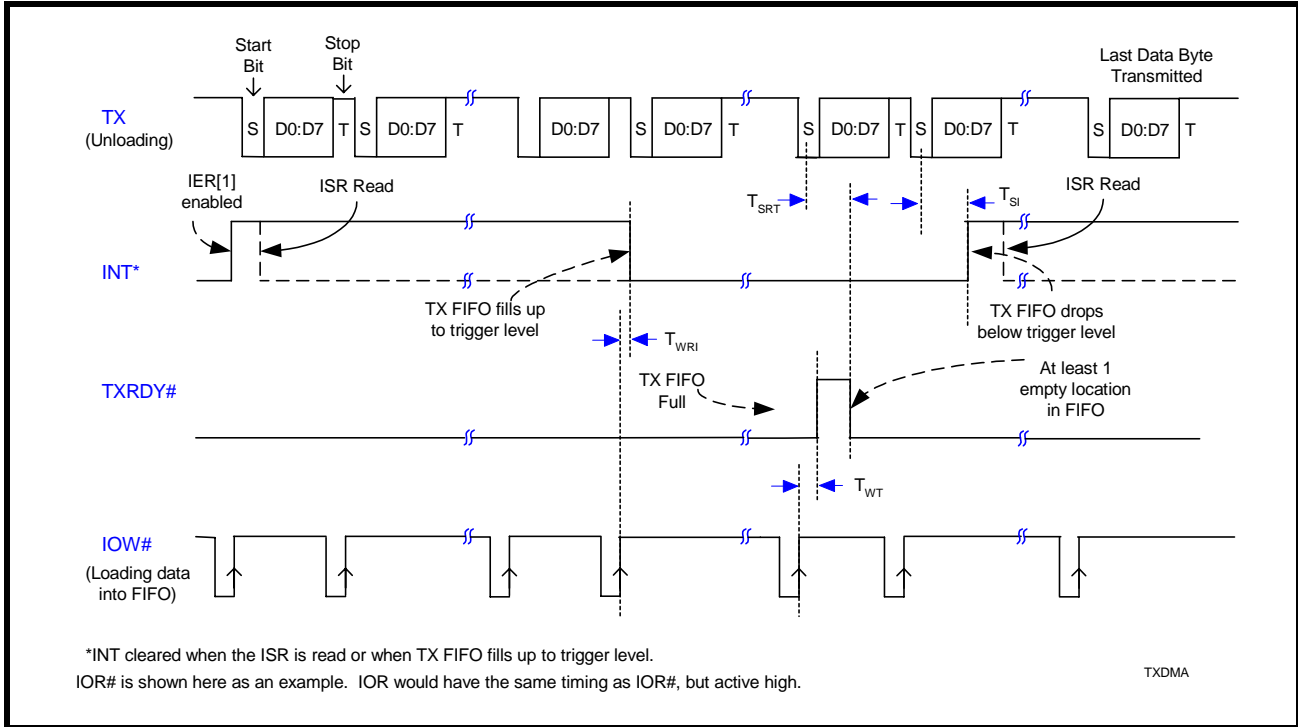 Start
Bit
Stop
Bit
Last Data Byte
Transmitted
TX
(Unloading)
S D0:D7 T S D0:D7 T D0:D7 S D0:D7 T S D0:D7 T S D0:D7 T S D0:D7 T
IER[1]
enabled
ISR Read
T_SRT
T_SI
ISR Read
INT*
TX FIFO fills up
to trigger level
TX FIFO drops
below trigger level
T_WRI
TXRDY#
TX FIFO
Full
At least 1
empty location
in FIFO
T_WT
IOW#
(Loading data
into FIFO)
*INT cleared when the ISR is read or when TX FIFO fills up to trigger level.
IOR# is shown here as an example. IOR would have the same timing as IOR#, but active high.
TXDMA